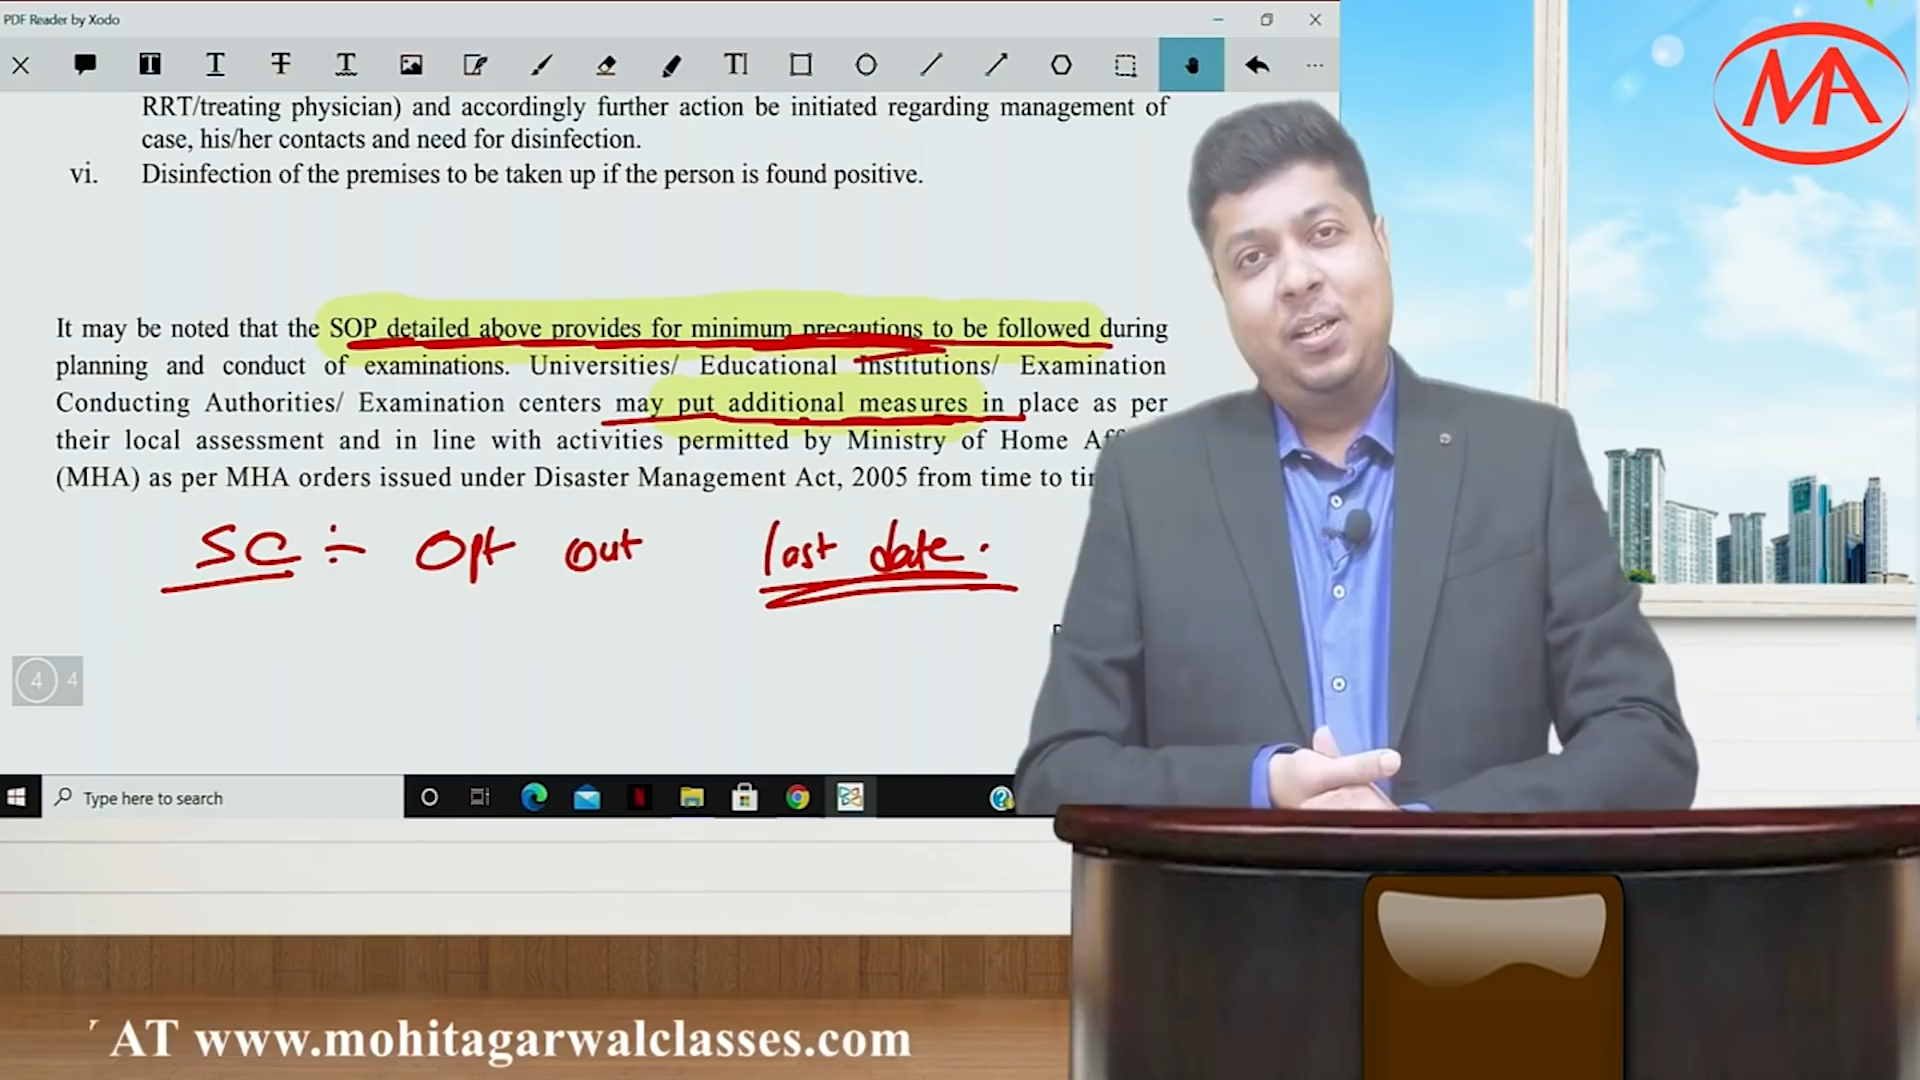 PDF Reader by Xodo
MA
RRT/treating physician) and accordingly further action be initiated regarding management of
case, his/her contacts and need for disinfection.
vi. Disinfection of the premises to be taken up if the person is found positive.
It may be noted that the SOP detailed above provides for minimum precautions to be followed during
planning and conduct of examinations. Universities/ Educational Institutions/ Examination
Conducting Authorities/ Examination centers may put additional measures in place as per
their local assessment and in line with activities permitted by Ministry of Home Aff
(MHA) as per MHA orders issued under Disaster Management Act, 2005 from time to tim
SC ÷ Opt out last date.
4 4
Type here to search
AT www.mohitagarwalclasses.com